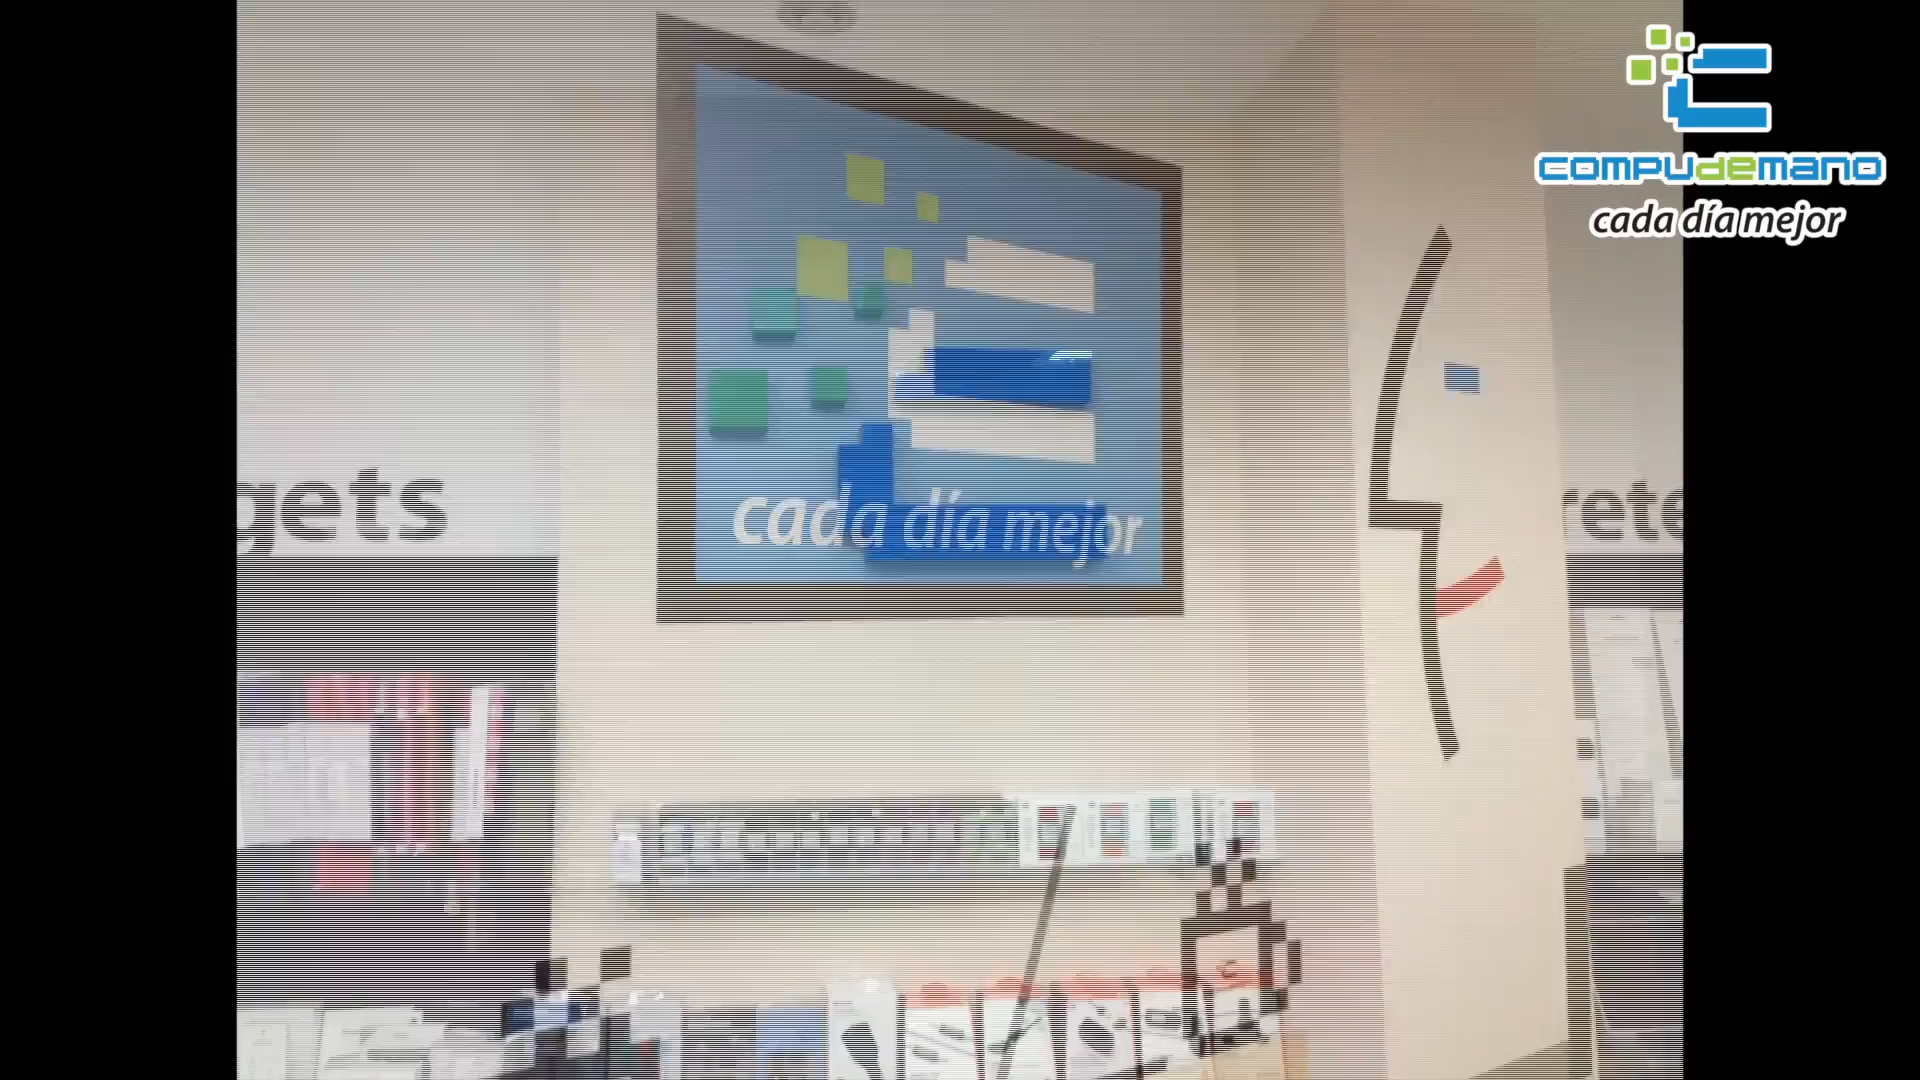 compudemano
cada día mejor
cada día mejor
gets
rete